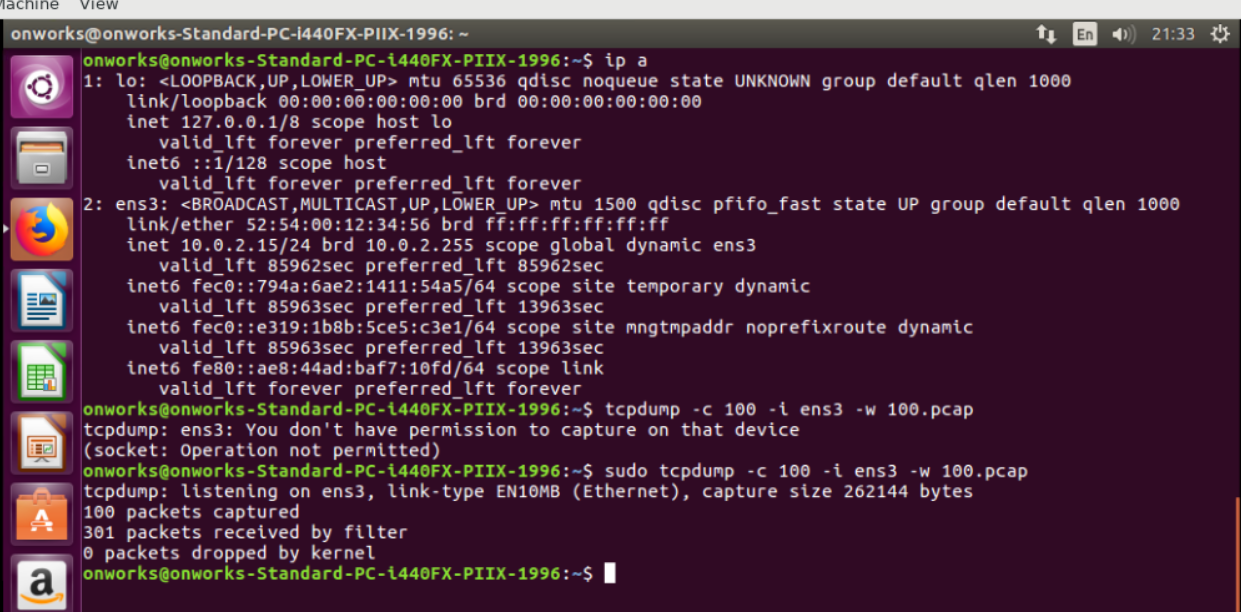 Machine View
onworks@onworks-Standard-PC-i440FX-PIIX-1996: ~ En 21:33
onworks@onworks-Standard-PC-i440FX-PIIX-1996:~$ ip a
1: lo: <LOOPBACK,UP,LOWER_UP> mtu 65536 qdisc noqueue state UNKNOWN group default qlen 1000
    link/loopback 00:00:00:00:00:00 brd 00:00:00:00:00:00
    inet 127.0.0.1/8 scope host lo
       valid_lft forever preferred_lft forever
    inet6 ::1/128 scope host
       valid_lft forever preferred_lft forever
2: ens3: <BROADCAST,MULTICAST,UP,LOWER_UP> mtu 1500 qdisc pfifo_fast state UP group default qlen 1000
    link/ether 52:54:00:12:34:56 brd ff:ff:ff:ff:ff:ff
    inet 10.0.2.15/24 brd 10.0.2.255 scope global dynamic ens3
       valid_lft 85962sec preferred_lft 85962sec
    inet6 fec0::794a:6ae2:1411:54a5/64 scope site temporary dynamic
       valid_lft 85963sec preferred_lft 13963sec
    inet6 fec0::e319:1b8b:5ce5:c3e1/64 scope site mngtmpaddr noprefixroute dynamic
       valid_lft 85963sec preferred_lft 13963sec
    inet6 fe80::ae8:44ad:baf7:10fd/64 scope link
       valid_lft forever preferred_lft forever
onworks@onworks-Standard-PC-i440FX-PIIX-1996:~$ tcpdump -c 100 -i ens3 -w 100.pcap
tcpdump: ens3: You don't have permission to capture on that device
(socket: Operation not permitted)
onworks@onworks-Standard-PC-i440FX-PIIX-1996:~$ sudo tcpdump -c 100 -i ens3 -w 100.pcap
tcpdump: listening on ens3, link-type EN10MB (Ethernet), capture size 262144 bytes
100 packets captured
301 packets received by filter
0 packets dropped by kernel
onworks@onworks-Standard-PC-i440FX-PIIX-1996:~$